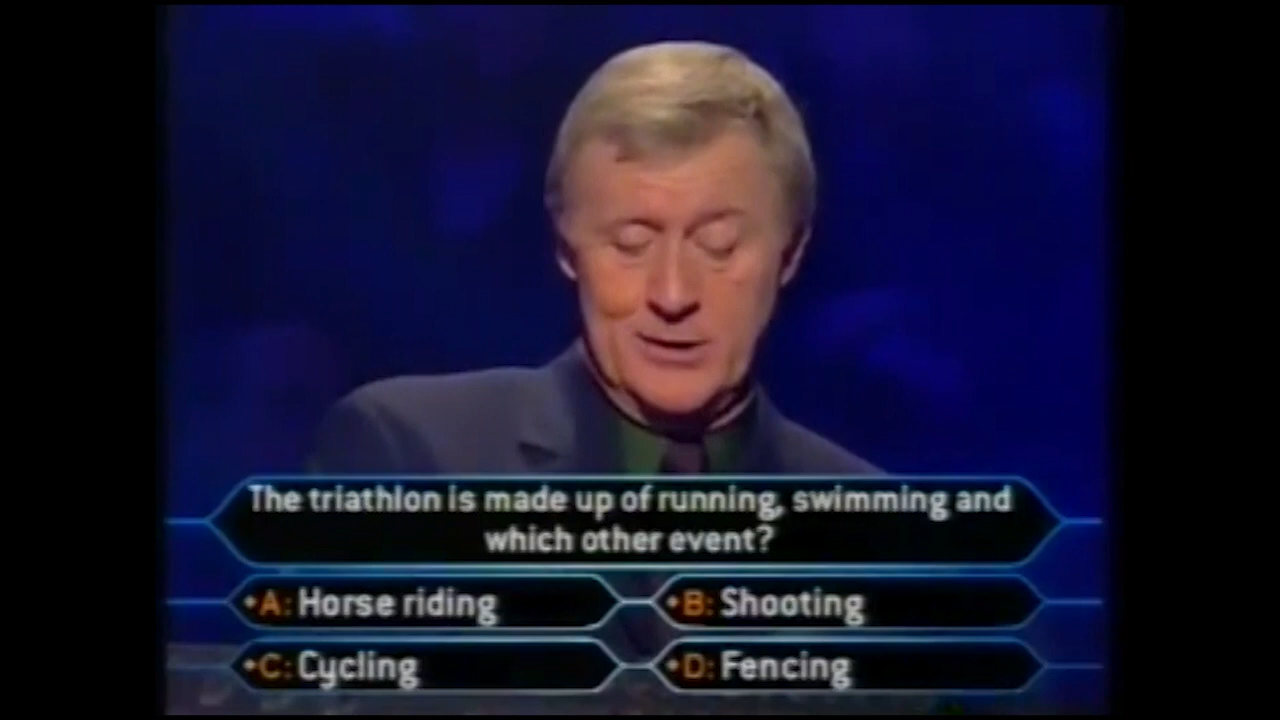 The triathlon is made up of running, swimming and
which other event?
A: Horse riding
B: Shooting
C: Cycling
D: Fencing